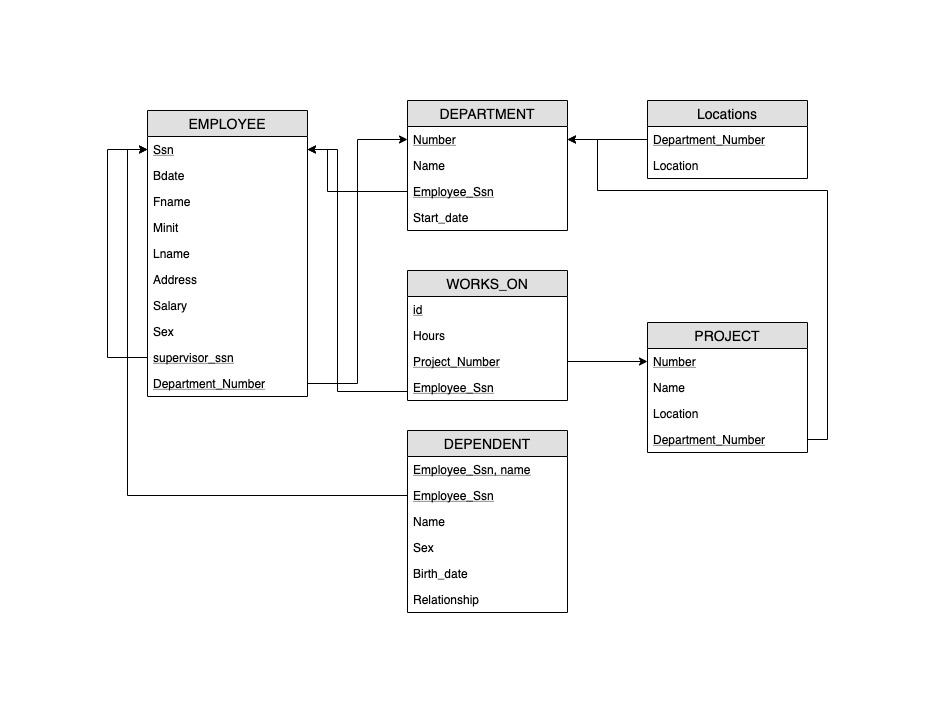 EMPLOYEE
Ssn
Bdate
Fname
Minit
Lname
Address
Salary
Sex
supervisor_ssn
Department_Number
DEPARTMENT
Number
Name
Employee_Ssn
Start_date
Locations
Department_Number
Location
WORKS_ON
id
Hours
Project_Number
Employee_Ssn
PROJECT
Number
Name
Location
Department_Number
DEPENDENT
Employee_Ssn, name
Employee_Ssn
Name
Sex
Birth_date
Relationship